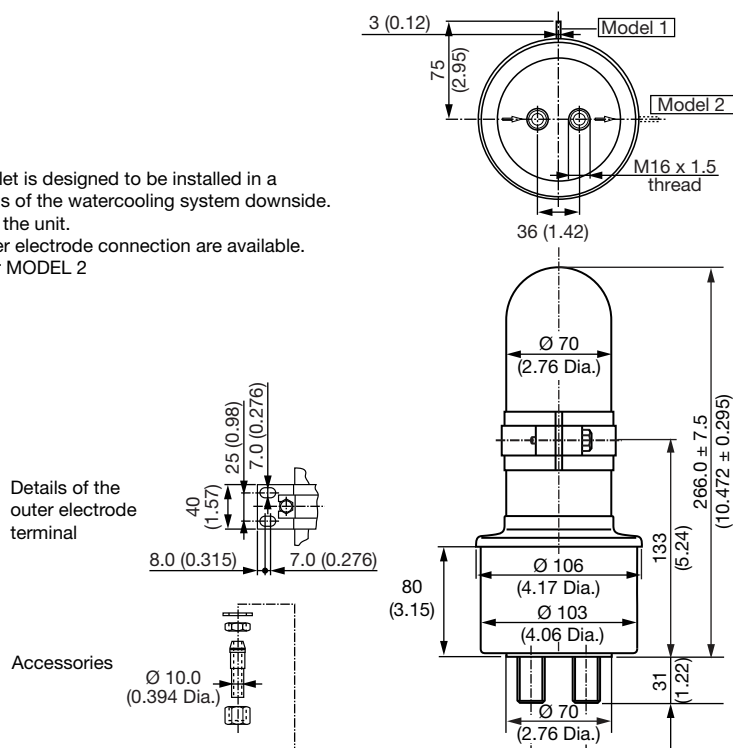 3 (0.12)
Model 1
75
(2.95)
Model 2
M16 x 1.5
thread
36 (1.42)
let is designed to be installed in a
s of the watercooling system downside.
the unit.
er electrode connection are available.
MODEL 2
Ø 70
(2.76 Dia.)
266.0 ± 7.5
(10.472 ± 0.295)
133
(5.24)
Details of the
outer electrode
terminal
25 (0.98)
7.0 (0.276)
40
(1.57)
8.0 (0.315)
7.0 (0.276)
80
(3.15)
Ø 106
(4.17 Dia.)
Ø 103
(4.06 Dia.)
31
(1.22)
Ø 70
(2.76 Dia.)
Accessories
Ø 10.0
(0.394 Dia.)